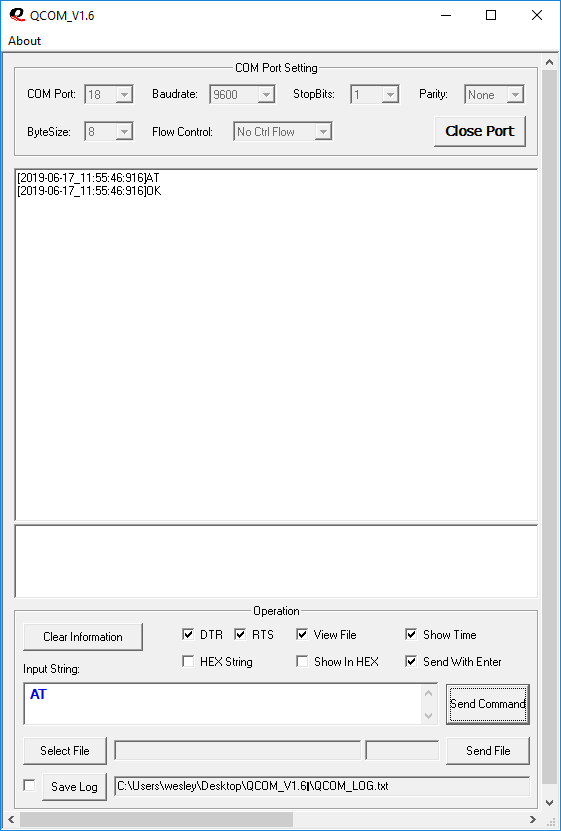 QCOM_V1.6
About
COM Port Setting
COM Port: 18 Baudrate: 9600 StopBits: 1 Parity: None
ByteSize: 8 Flow Control: No Ctrl Flow Close Port
[2019-06-17_11:55:46:916]AT
[2019-06-17_11:55:46:916]OK
Operation
Clear Information DTR RTS View File Show Time
HEX String Show In HEX Send With Enter
Input String:
AT
Send Command
Select File Send File
Save Log C:\Users\wesley\Desktop\QCOM_V1.6\QCOM_LOG.txt